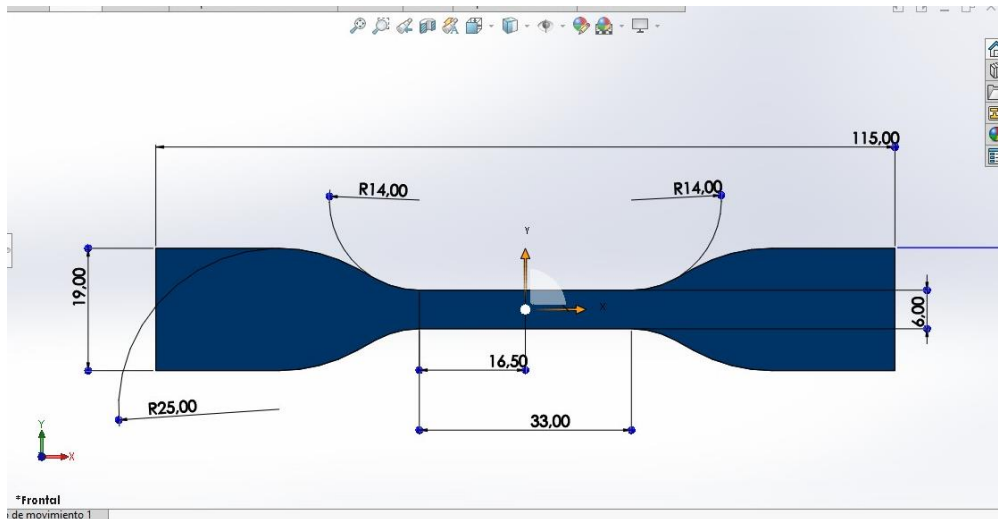 115,00
R14,00
R14,00
Y
X
19,00
6,00
16,50
R25,00
33,00
Y
X
*Frontal
de movimiento 1